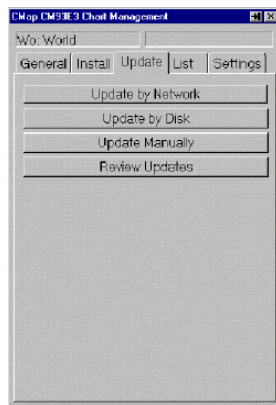 CMap CM93E3 Chart Management
Wo: World
General Install Update List Settings
Update by Network
Update by Disk
Update Manually
Review Updates